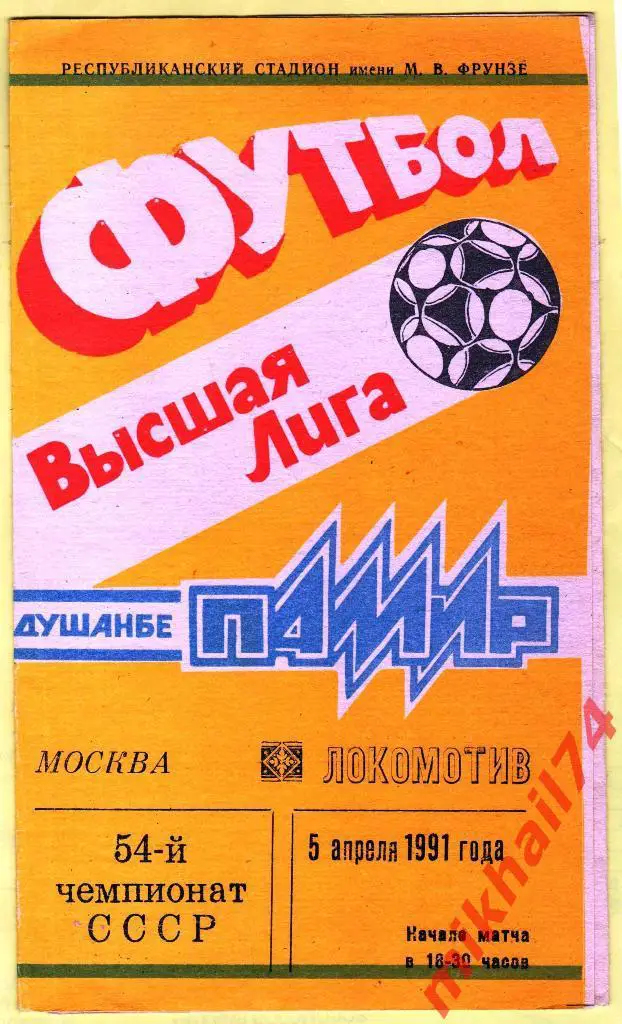 РЕСПУБЛИКАНСКИЙ СТАДИОН имени М. В. ФРУНЗЕ
ФУТБОЛ
Высшая
Лига
ДУШАНБЕ ПАМИР
МОСКВА ЛОКОМОТИВ
54-й
чемпионат
СССР
5 апреля 1991 года
Начало матча
в 18-30 часов
mikhail74